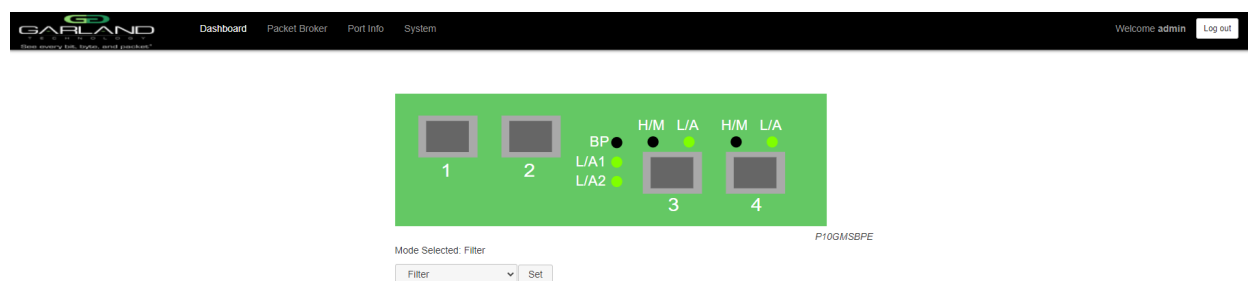 GARLAND
TECHNOLOGY
See every bit, byte, and packet®
Dashboard Packet Broker Port Info System
Welcome admin Log out
H/M L/A H/M L/A
BP
L/A1
L/A2
1 2
3 4
P10GMSBPE
Mode Selected: Filter
Filter Set